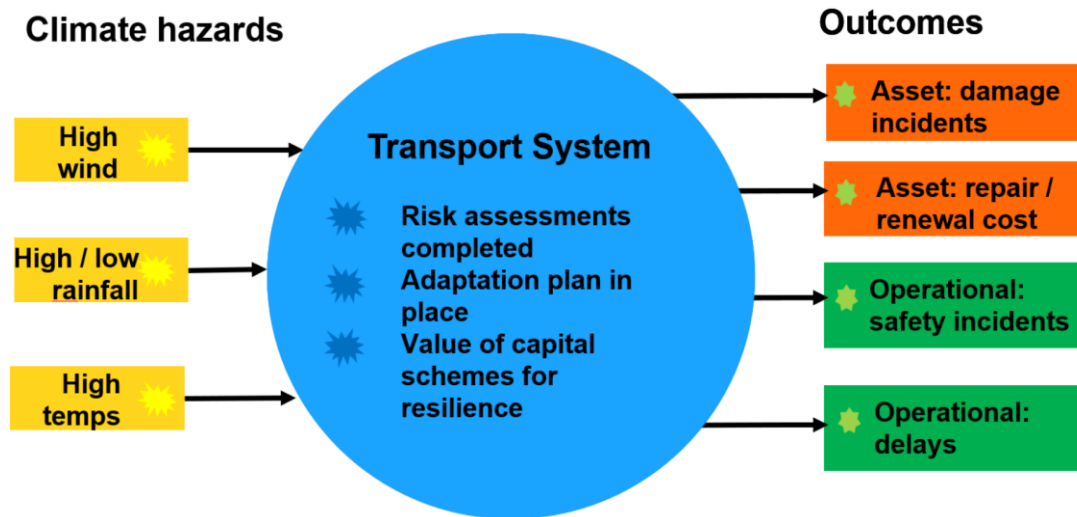 Climate hazards
High
wind
High / low
rainfall
High
temps
Transport System
Risk assessments
completed
Adaptation plan in
place
Value of capital
schemes for
resilience
Outcomes
Asset: damage
incidents
Asset: repair /
renewal cost
Operational:
safety incidents
Operational:
delays